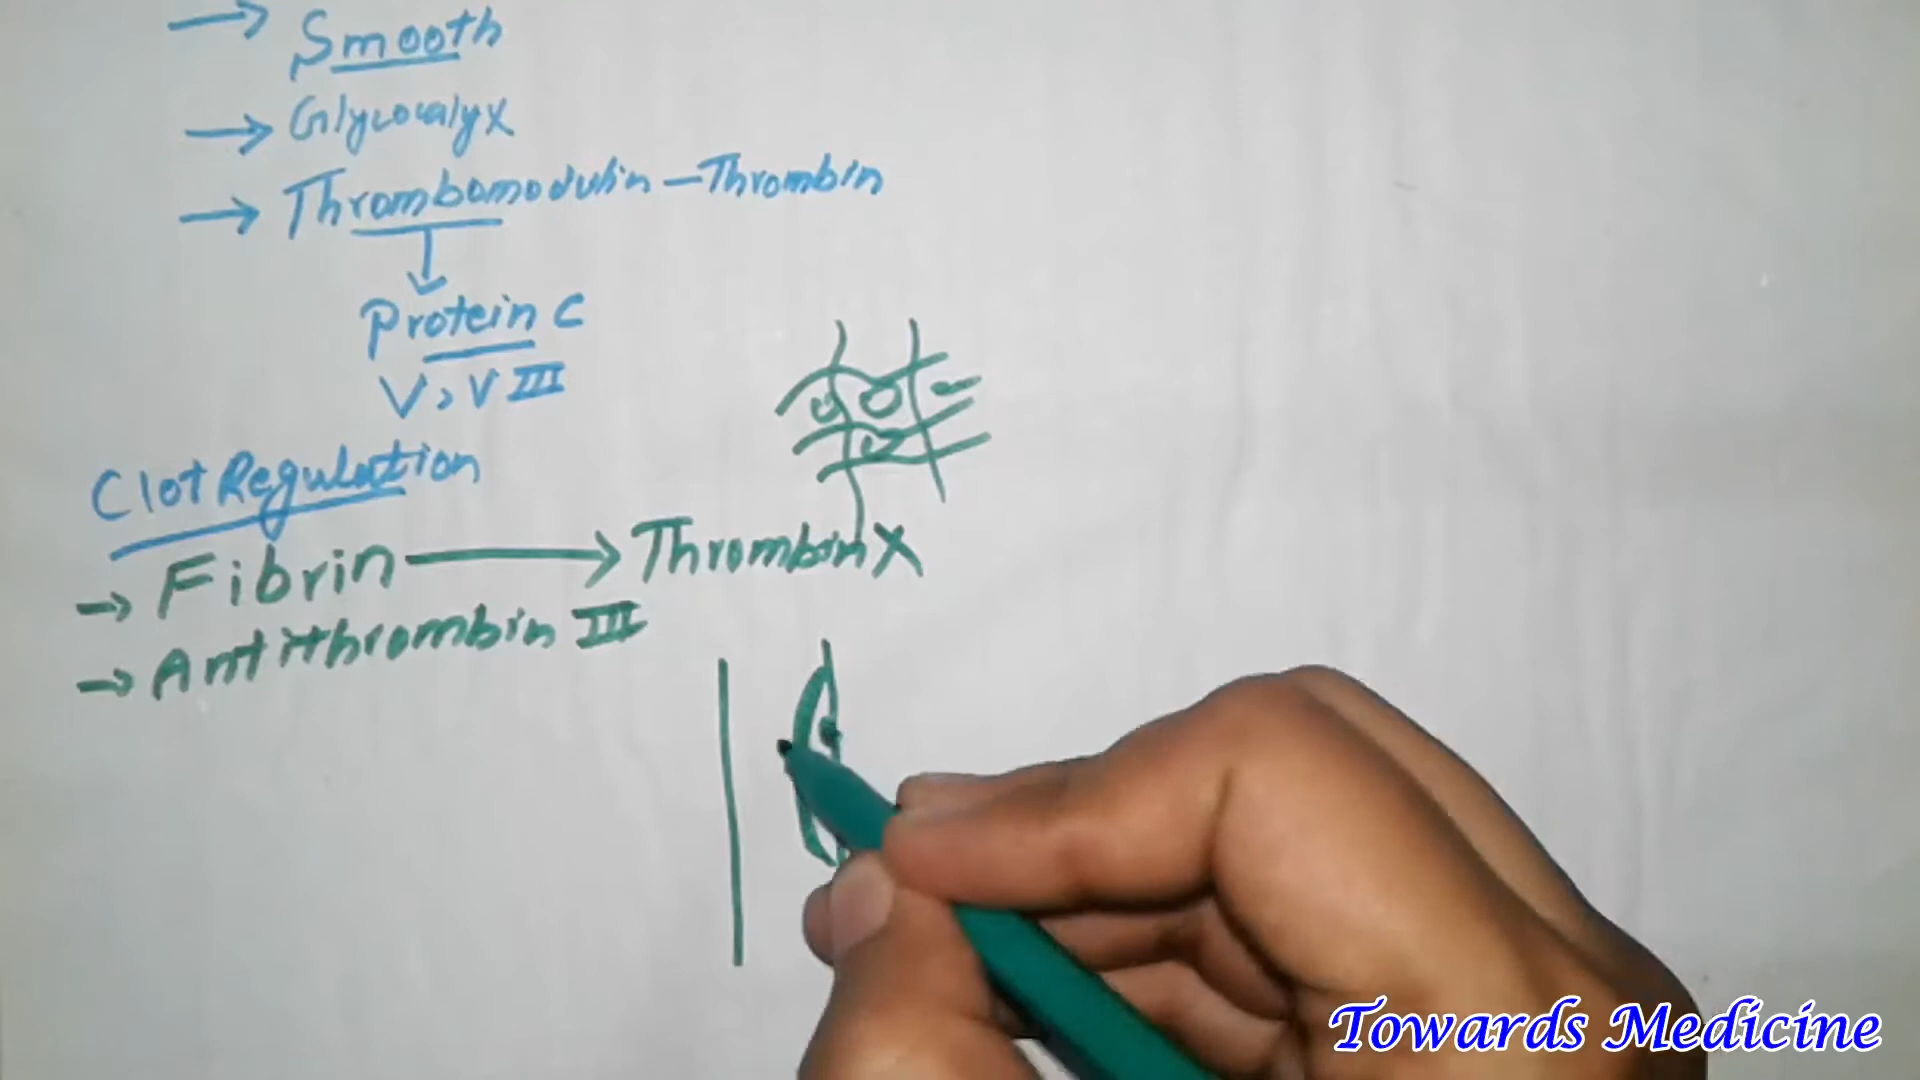 → Smooth
→ Glycocalyx
→ Thrombomodulin - Thrombin
Protein C
V, VIII
Clot Regulation
→ Fibrin → Thrombin X
→ Antithrombin III
Towards Medicine